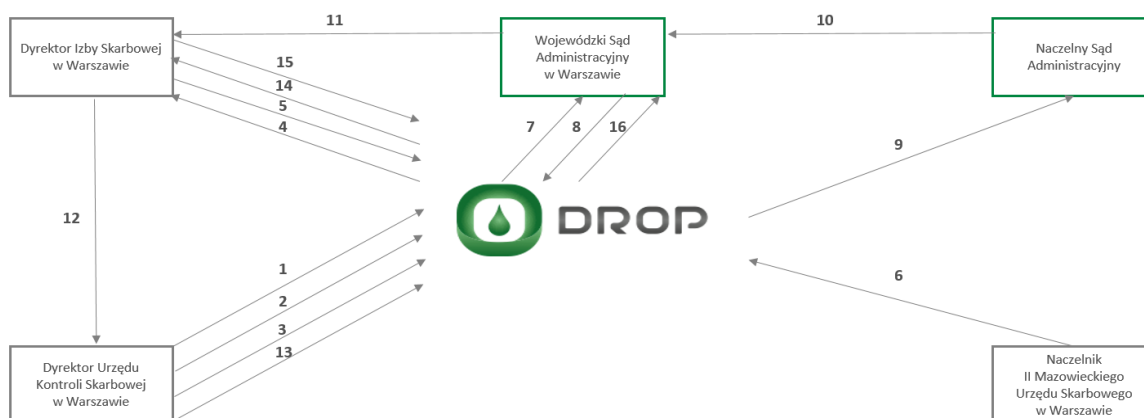 11
10
Dyrektor Izby Skarbowej
w Warszawie
Wojewódzki Sąd
Administracyjny
w Warszawie
Naczelny Sąd
Administracyjny
15
14
5
4
7
8
16
9
12
DROP
1
2
3
13
6
Dyrektor Urzędu
Kontroli Skarbowej
w Warszawie
Naczelnik
II Mazowieckiego
Urzędu Skarbowego
w Warszawie